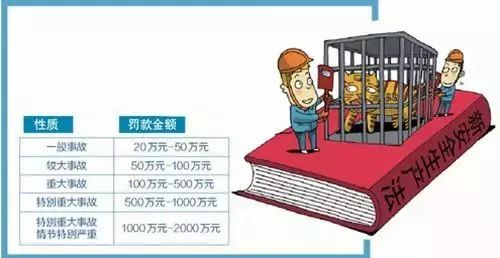 性质 罚款金额
一般事故 20万元-50万元
较大事故 50万元-100万元
重大事故 100万元-500万元
特别重大事故 500万元-1000万元
特别重大事故
情节特别严重 1000万元-2000万元
新安全生产法